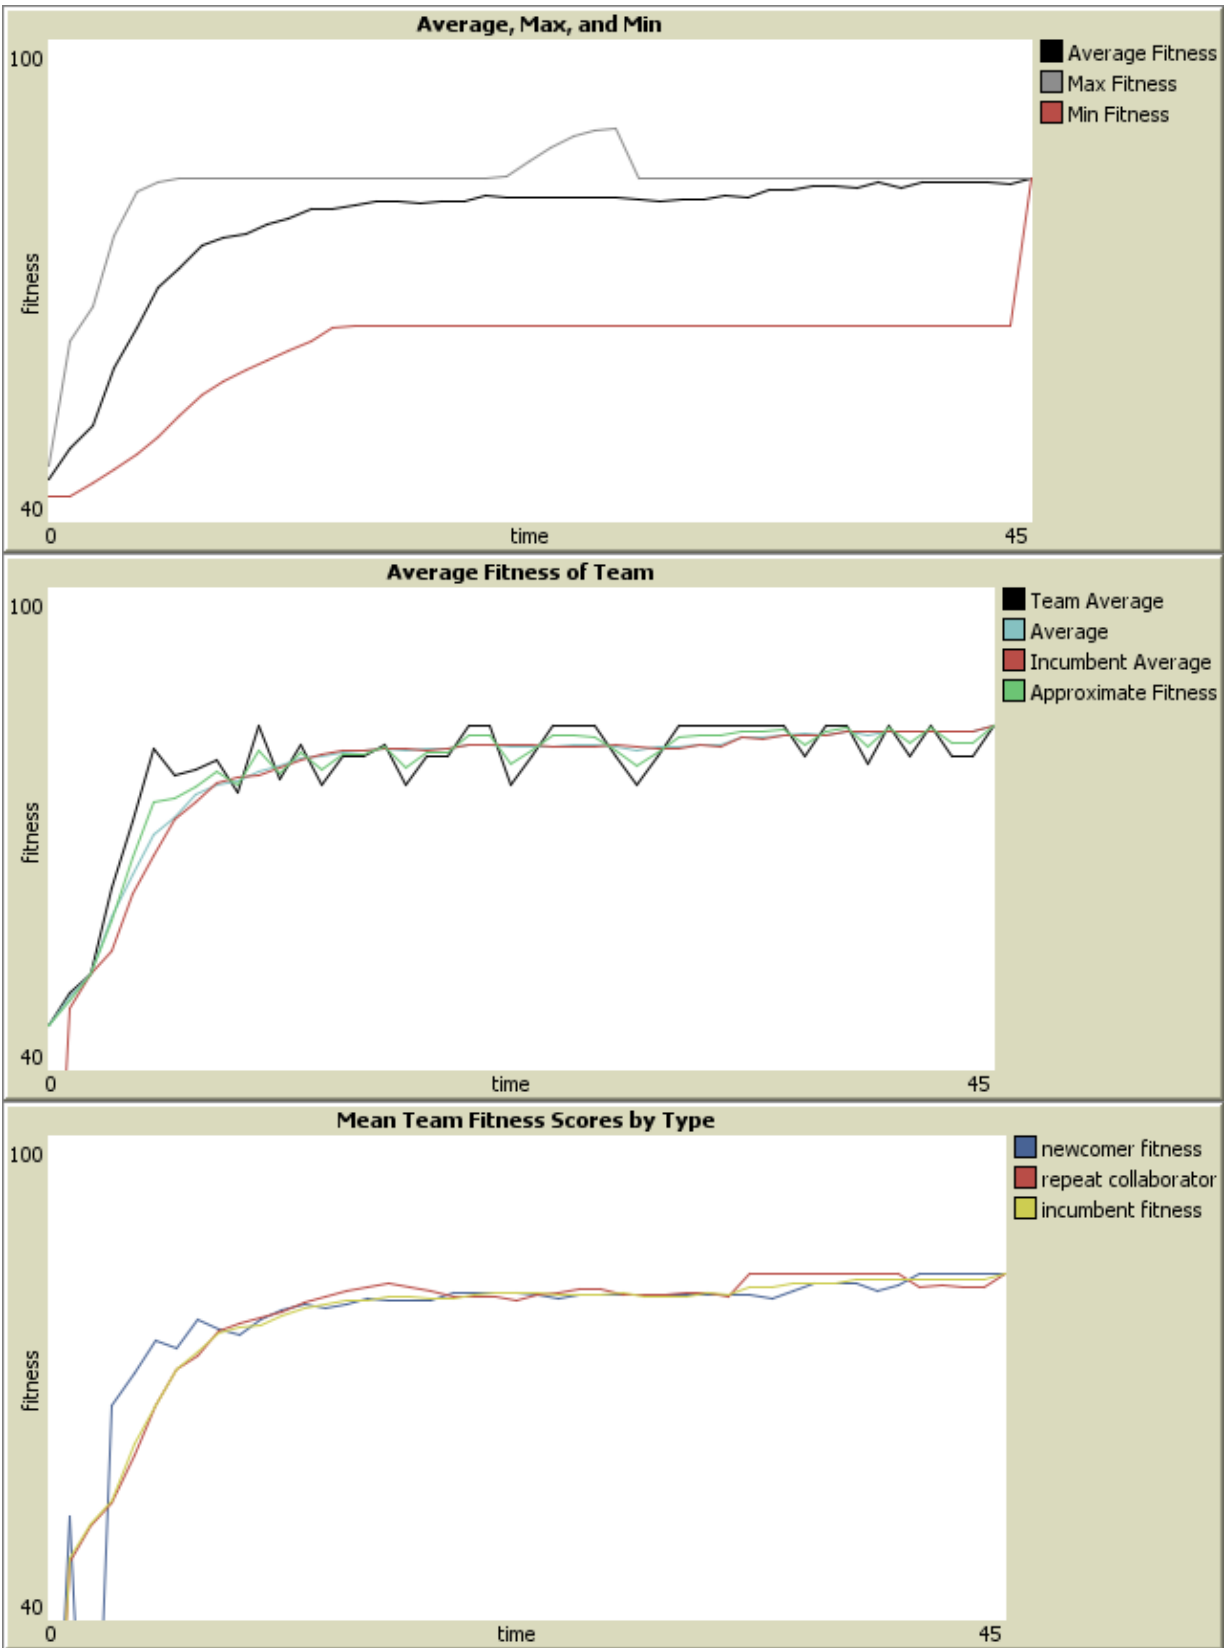 Average, Max, and Min
100
fitness
40
0
time
45
Average Fitness
Max Fitness
Min Fitness
Average Fitness of Team
100
fitness
40
0
time
45
Team Average
Average
Incumbent Average
Approximate Fitness
Mean Team Fitness Scores by Type
100
fitness
40
0
time
45
newcomer fitness
repeat collaborator
incumbent fitness